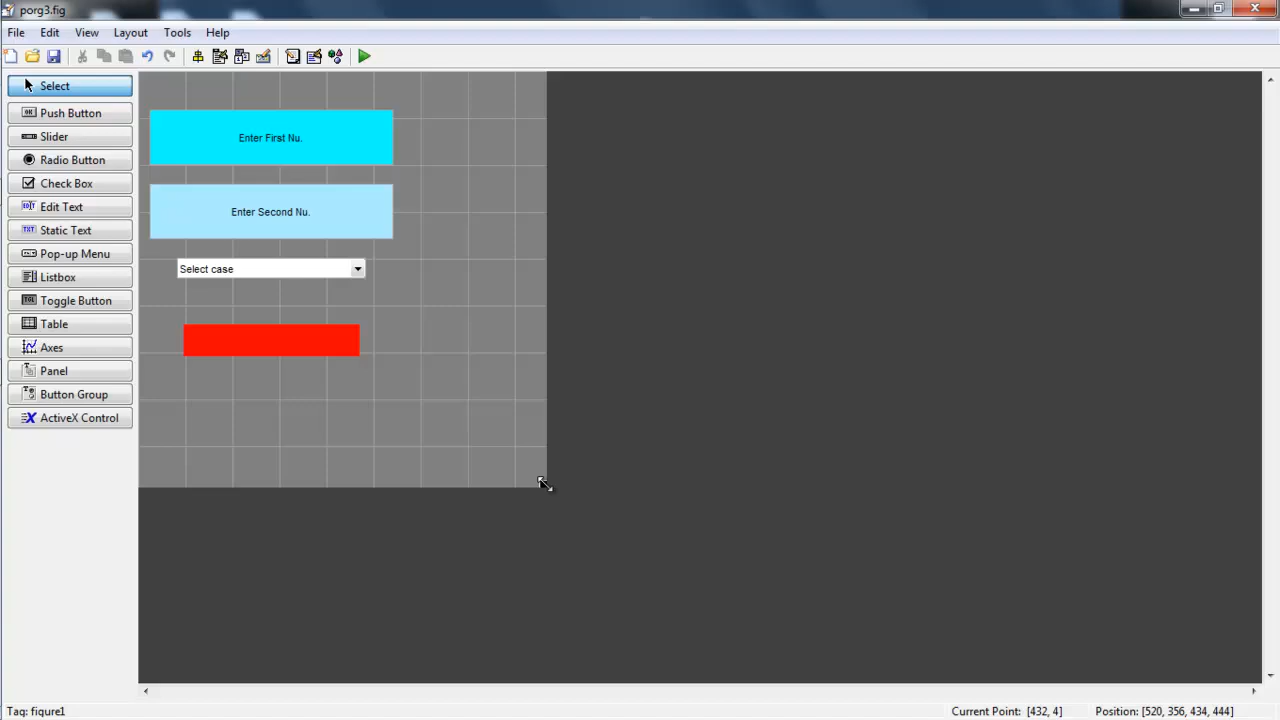 porg3.fig
File Edit View Layout Tools Help
Select
Push Button
Slider
Radio Button
Check Box
Edit Text
Static Text
Pop-up Menu
Listbox
Toggle Button
Table
Axes
Panel
Button Group
ActiveX Control
Enter First Nu.
Enter Second Nu.
Select case
Tag: figure1
Current Point: [432, 4]
Position: [520, 356, 434, 444]